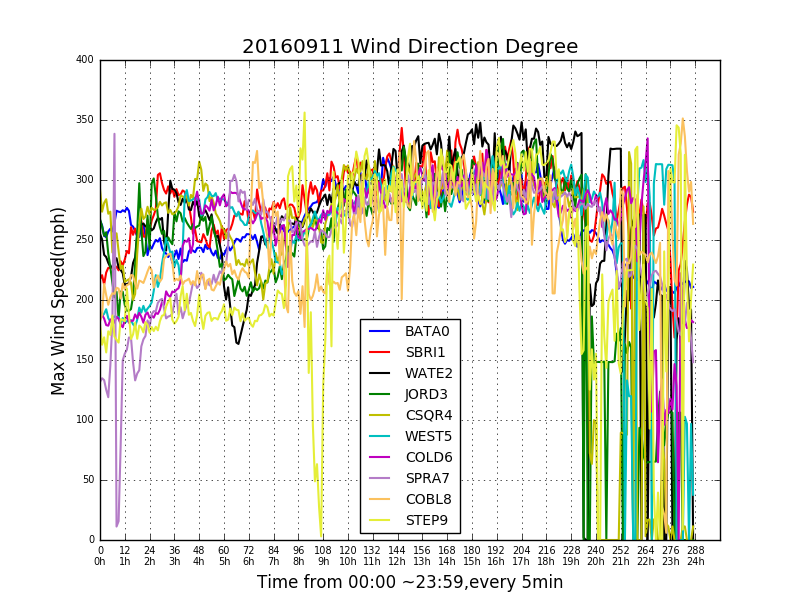 20160911 Wind Direction Degree
Max Wind Speed(mph)
400
350
300
250
200
150
100
50
0
BATA0
SBRI1
WATE2
JORD3
CSQR4
WEST5
COLD6
SPRA7
COBL8
STEP9
0 12 24 36 48 60 72 84 96 108 120 132 144 156 168 180 192 204 216 228 240 252 264 276 288
0h 1h 2h 3h 4h 5h 6h 7h 8h 9h 10h 11h 12h 13h 14h 15h 16h 17h 18h 19h 20h 21h 22h 23h 24h
Time from 00:00 ~23:59,every 5min